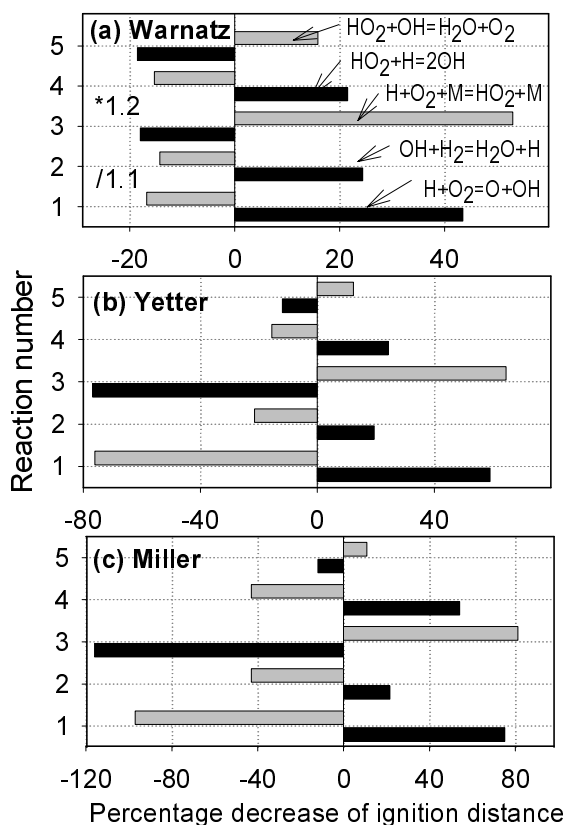 (a) Warnatz
HO2+OH=H2O+O2
5
HO2+H=2OH
4
*1.2
H+O2+M=HO2+M
3
OH+H2=H2O+H
2
/1.1
H+O2=O+OH
1
-20 0 20 40
(b) Yetter
5
4
3
2
1
-80 -40 0 40
Reaction number
(c) Miller
5
4
3
2
1
-120 -80 -40 0 40 80
Percentage decrease of ignition distance